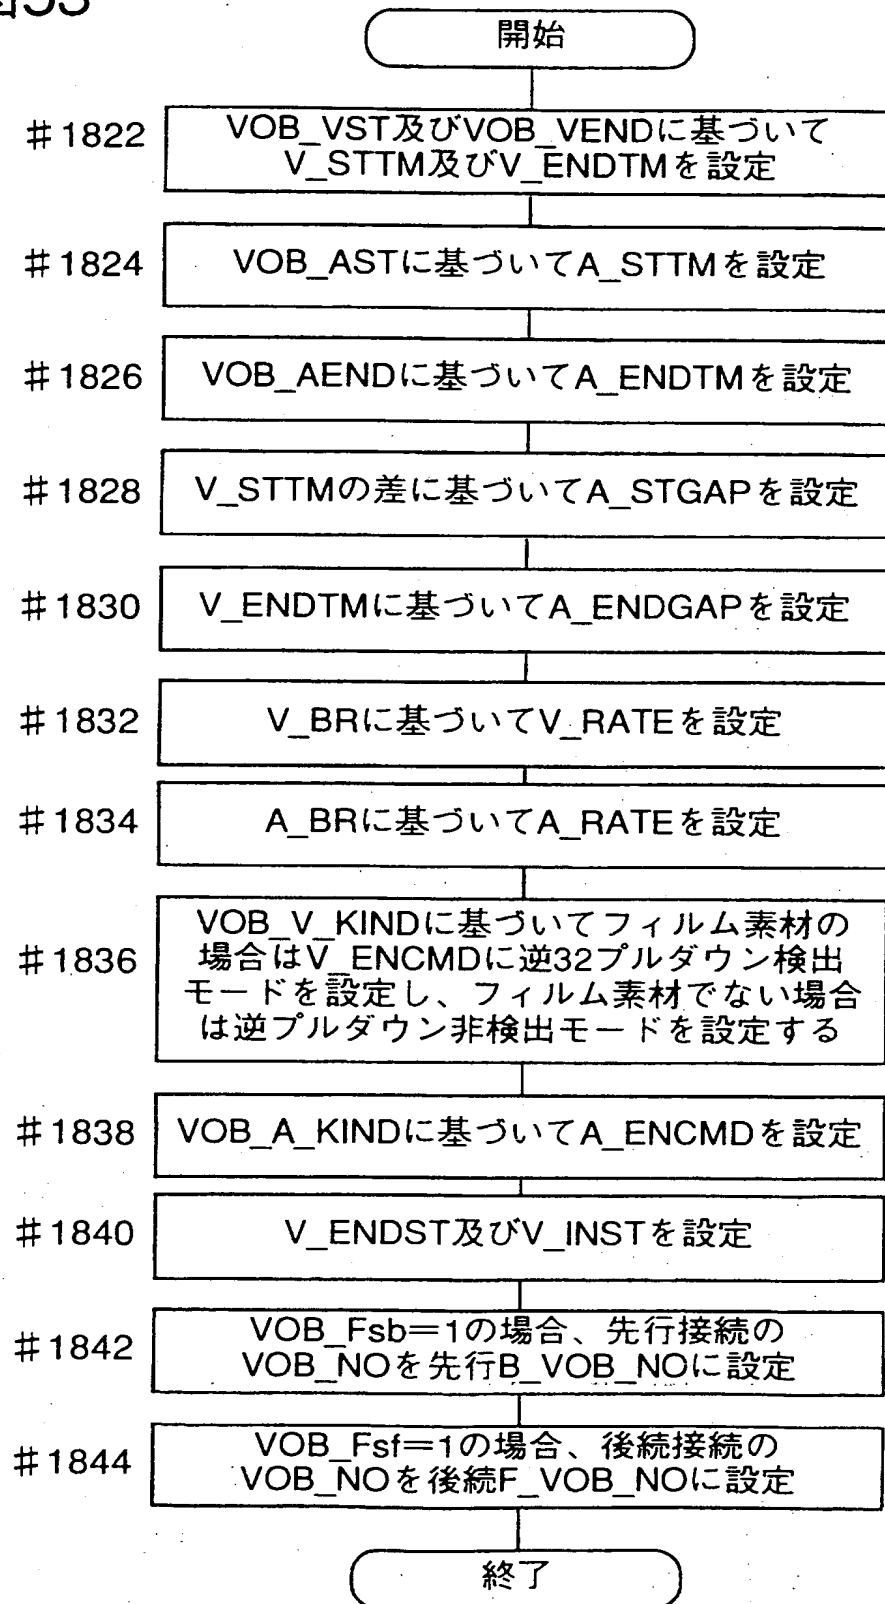 図53
開始
#1822
VOB_VST及びVOB_VENDに基づいて
V_STTM及びV_ENDTMを設定
#1824
VOB_ASTに基づいてA_STTMを設定
#1826
VOB_AENDに基づいてA_ENDTMを設定
#1828
V_STTMの差に基づいてA_STGAPを設定
#1830
V_ENDTMに基づいてA_ENDGAPを設定
#1832
V_BRに基づいてV_RATEを設定
#1834
A_BRに基づいてA_RATEを設定
#1836
VOB_V_KINDに基づいてフィルム素材の
場合はV_ENCMDに逆32プルダウン検出
モードを設定し、フィルム素材でない場合
は逆プルダウン非検出モードを設定する
#1838
VOB_A_KINDに基づいてA_ENCMDを設定
#1840
V_ENDST及びV_INSTを設定
#1842
VOB_Fsb=1の場合、先行接続の
VOB_NOを先行B_VOB_NOに設定
#1844
VOB_Fsf=1の場合、後続接続の
VOB_NOを後続F_VOB_NOに設定
終了